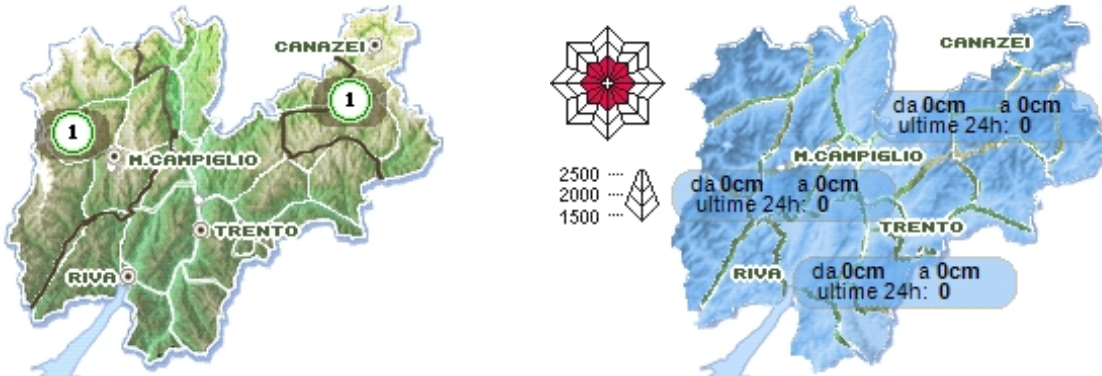 CANAZEI
1
1
M.CAMPIGLIO
TRENTO
RIVA
2500
2000
1500
CANAZEI
da 0cm a 0cm
ultime 24h: 0
M.CAMPIGLIO
da 0cm a 0cm
ultime 24h: 0
TRENTO
RIVA
da 0cm a 0cm
ultime 24h: 0